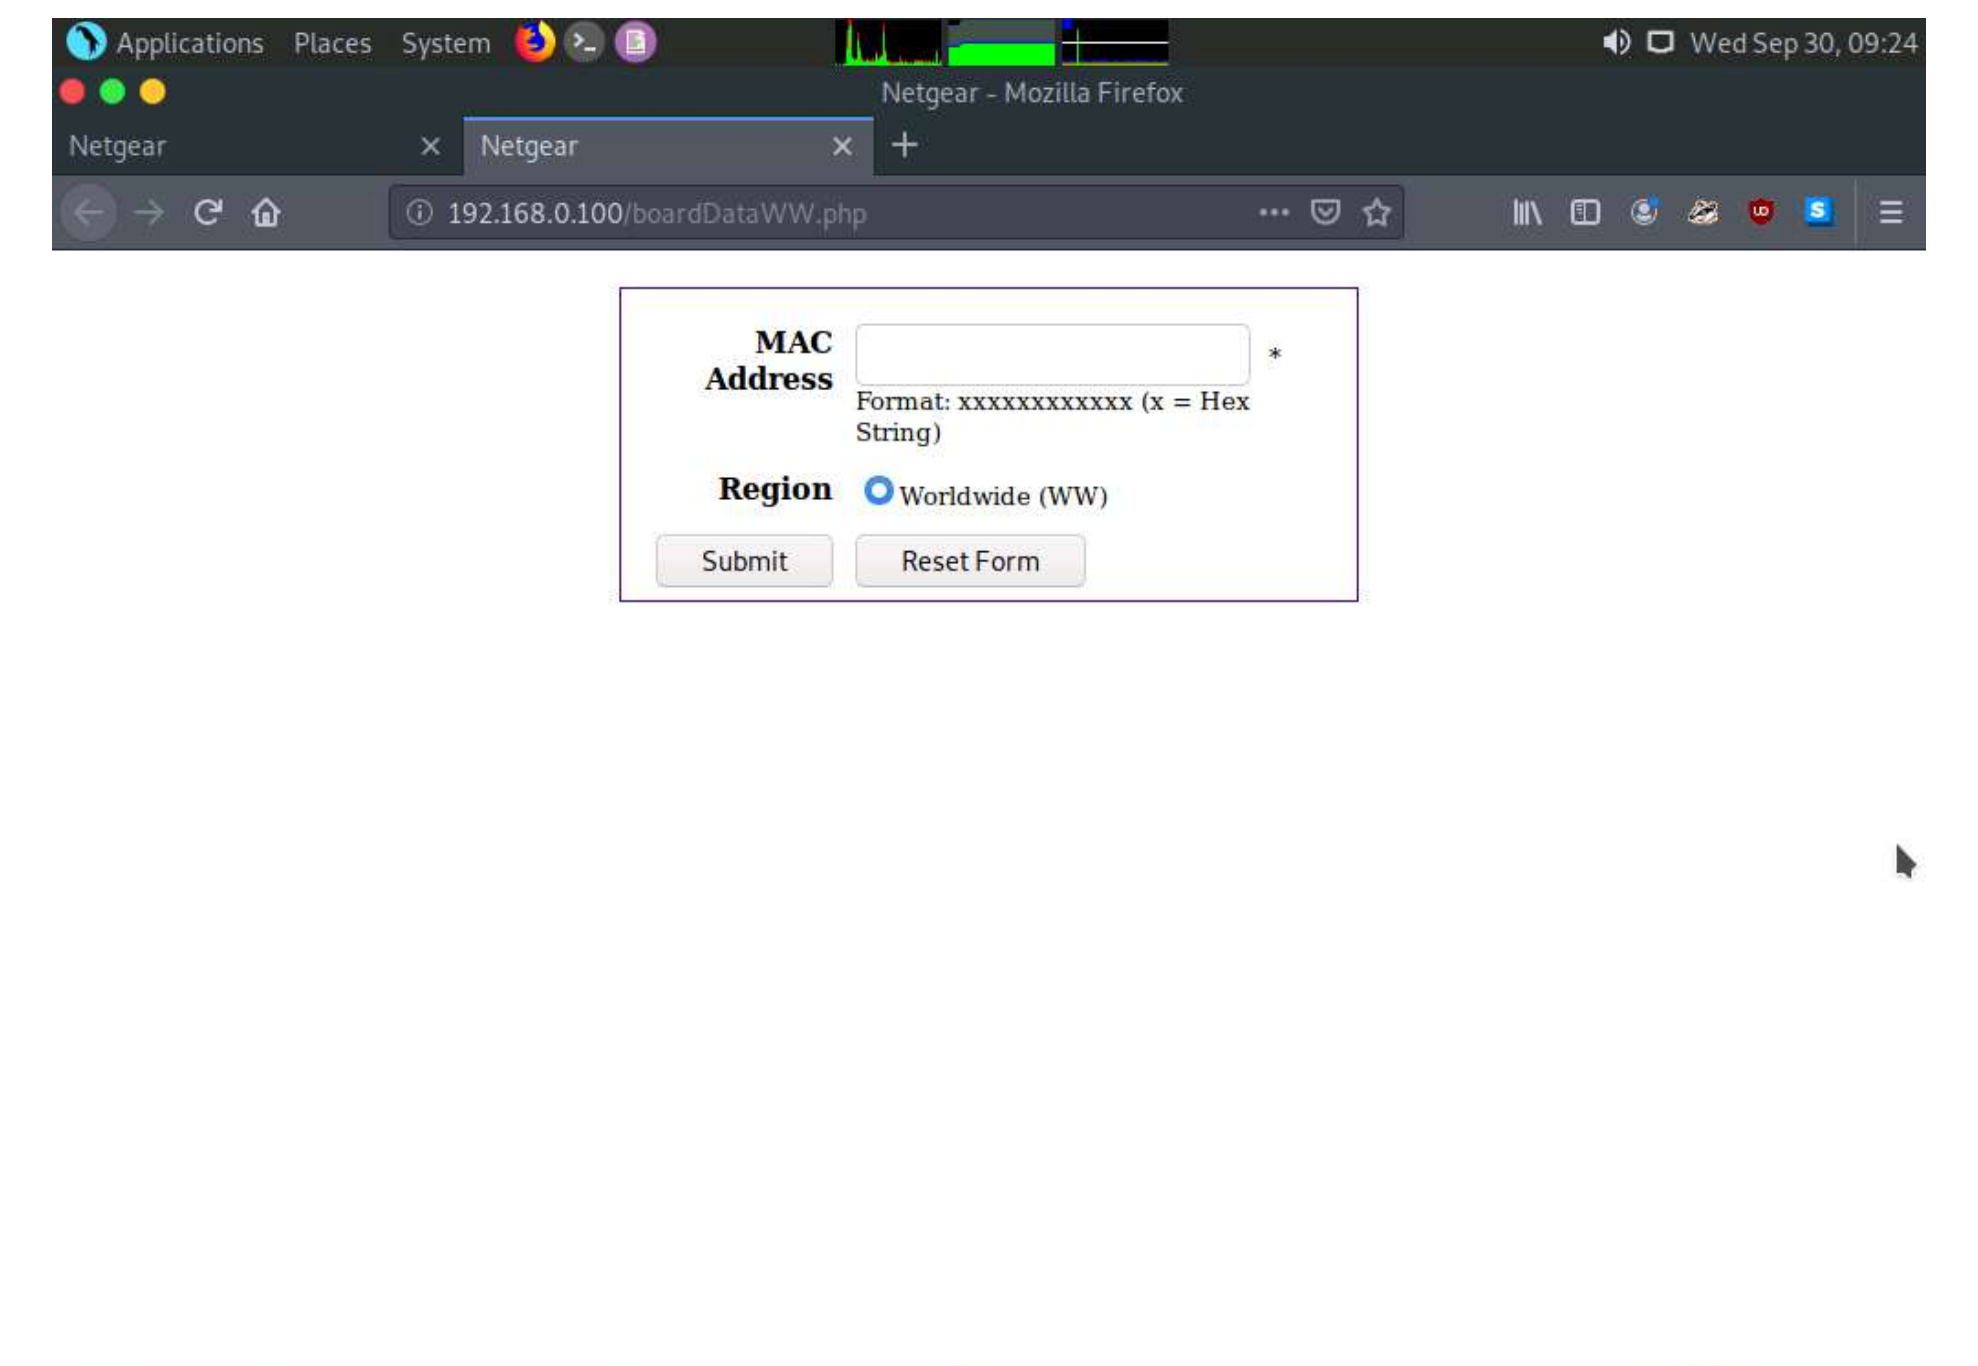 Applications Places System Wed Sep 30, 09:24
Netgear - Mozilla Firefox
Netgear Netgear
192.168.0.100/boardDataWW.php
MAC
Address
*
Format: xxxxxxxxxxxx (x = Hex
String)
Region Worldwide (WW)
Submit Reset Form